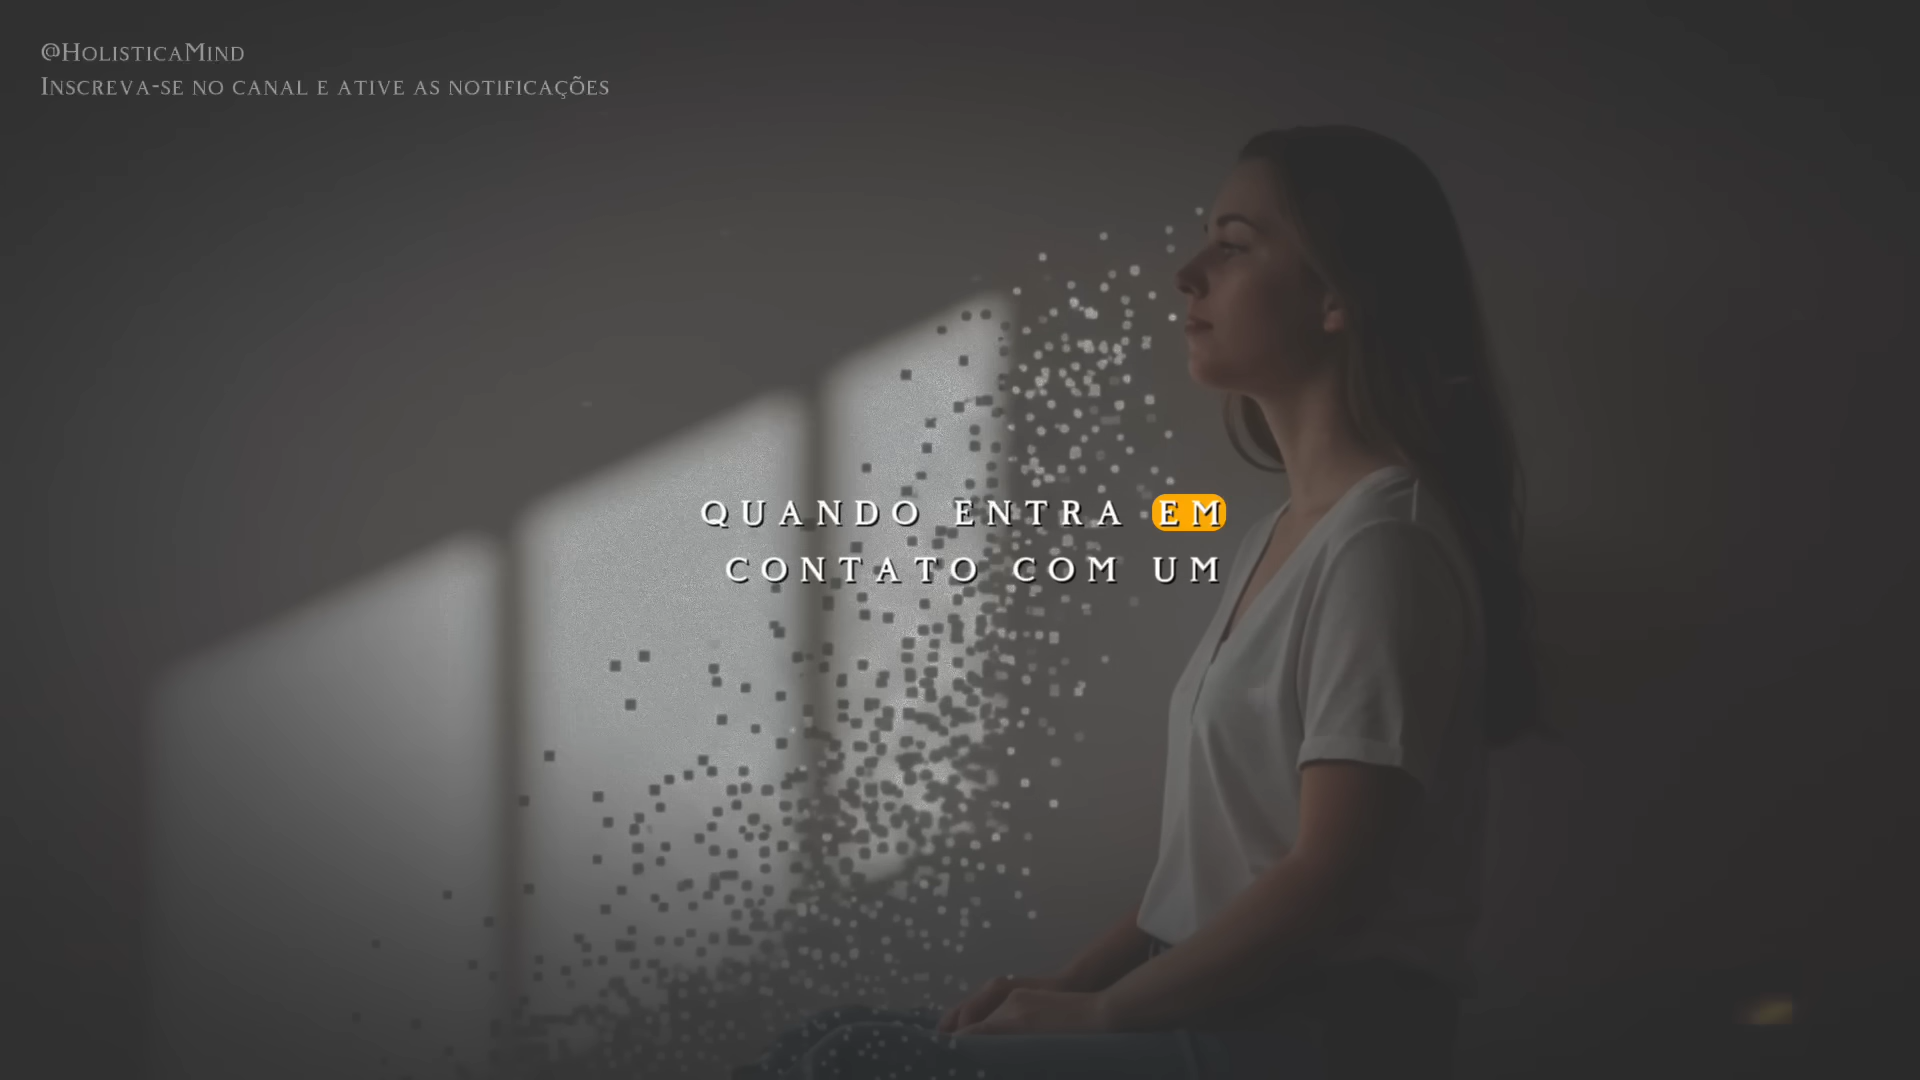 @HolisticaMind
Inscreva-se no canal e ative as notificações
QUANDO ENTRA EM
CONTATO COM UM